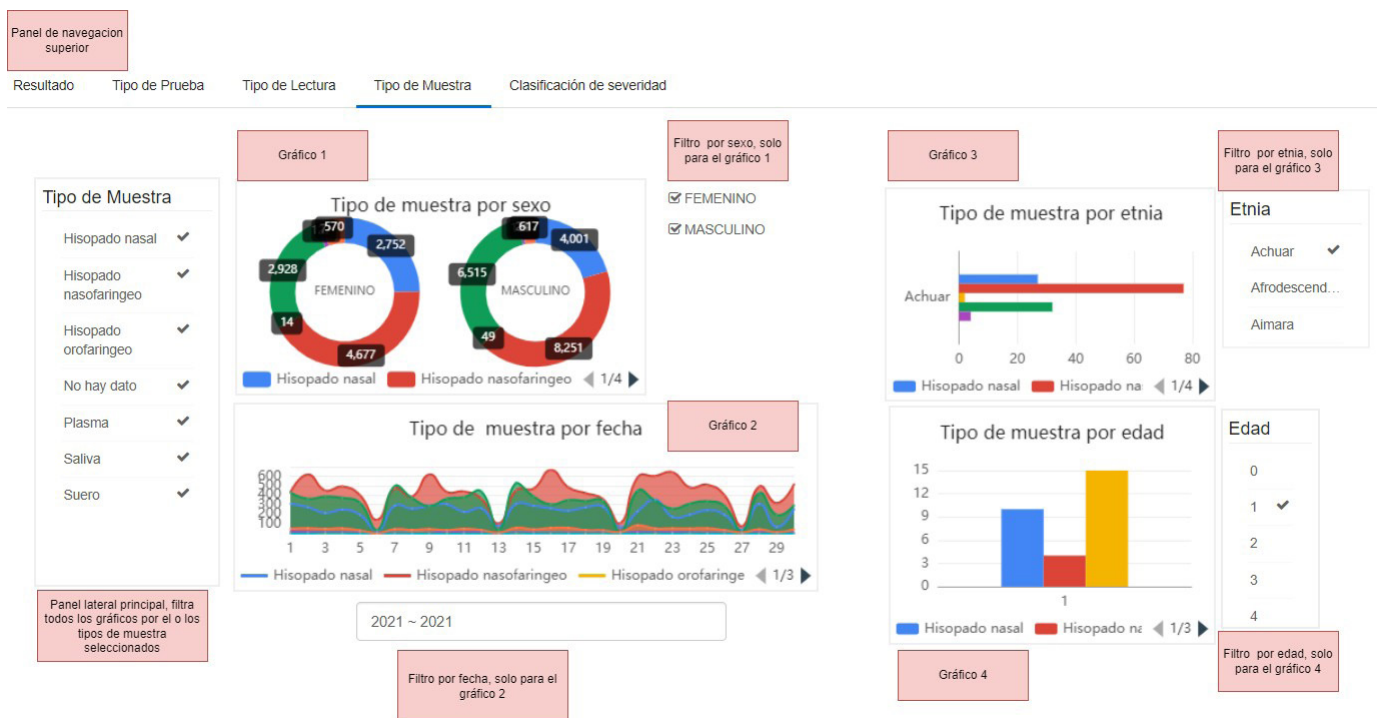 Panel de navegacion
superior
Resultado
Tipo de Prueba
Tipo de Lectura
Tipo de Muestra
Clasificación de severidad
Gráfico 1
Filtro por sexo, solo
para el gráfico 1
Gráfico 3
Filtro por etnia, solo
para el gráfico 3
Tipo de Muestra
Hisopado nasal
Hisopado
nasofaringeo
Hisopado
orofaringeo
No hay dato
Plasma
Saliva
Suero
Panel lateral principal, filtra
todos los gráficos por el o los
tipos de muestra
seleccionados
Tipo de muestra por sexo
570
2,752
2,928
FEMENINO
14
4,677
617
4,001
6,515
MASCULINO
49
8,251
Hisopado nasal
Hisopado nasofaringeo
1/4
FEMENINO
MASCULINO
Tipo de muestra por fecha
Gráfico 2
600
500
400
300
200
100
1 3 5 7 9 11 13 15 17 19 21 23 25 27 29
Hisopado nasal
Hisopado nasofaringeo
Hisopado orofaringe
1/3
2021 ~ 2021
Filtro por fecha, solo para el
gráfico 2
Tipo de muestra por etnia
Achuar
0 20 40 60 80
Hisopado nasal
Hisopado na
1/4
Etnia
Achuar
Afrodescend...
Aimara
Tipo de muestra por edad
15
12
9
6
3
0
1
Hisopado nasal
Hisopado na
1/3
Edad
0
1
2
3
4
Gráfico 4
Filtro por edad, solo
para el gráfico 4